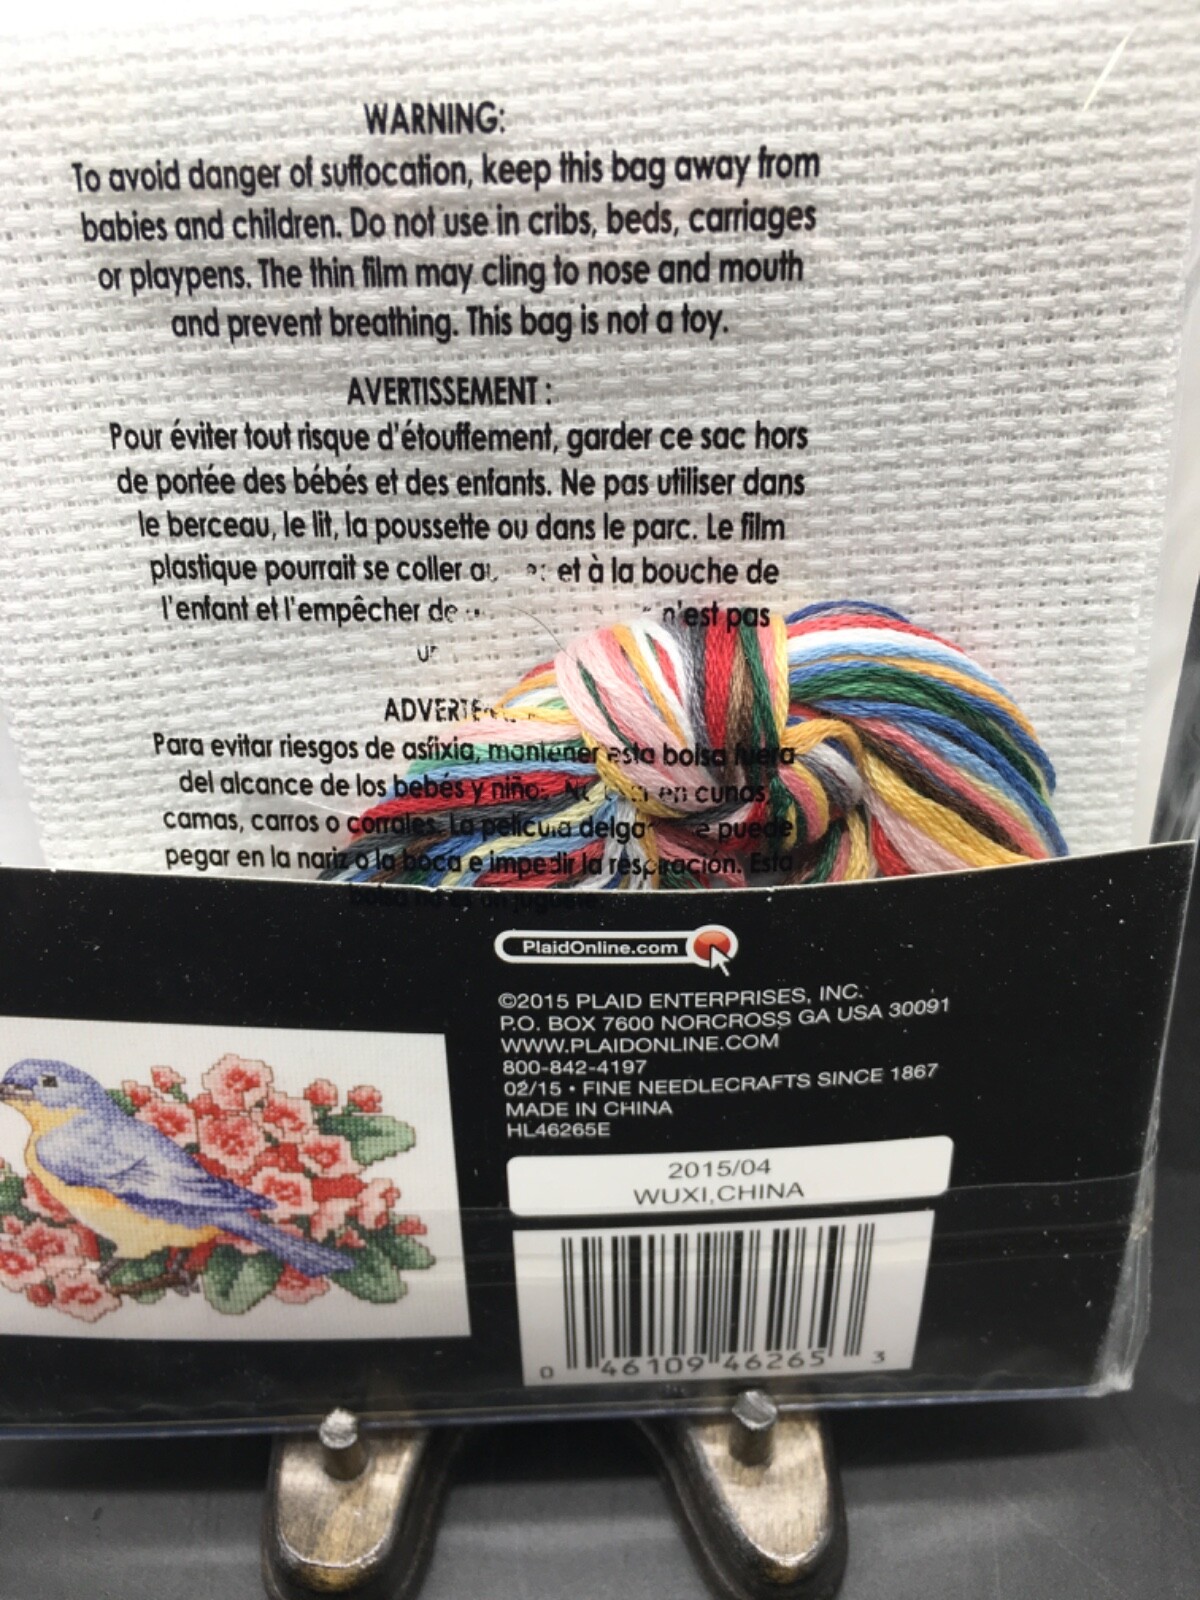 WARNING:
To avoid danger of suffocation, keep this bag away from
babies and children. Do not use in cribs, beds, carriages
or playpens. The thin film may cling to nose and mouth
and prevent breathing. This bag is not a toy.
AVERTISSEMENT :
Pour éviter tout risque d'étouffement, garder ce sac hors
de portée des bébés et des enfants. Ne pas utiliser dans
le berceau, le lit, la poussette ou dans le parc. Le film
plastique pourrait se coller et à la bouche de
l'enfant et l'empêcher de n'est pas
Para evitar riesgos de asfixia, mantener esta bolsa fuera
del alcance de los bebés y niños. en cunas,
camas, carros o corrales. La película puede
pegar en la nariz o la boca e impedir la respiración. Esta
bolsa no es un juguete.
PlaidOnline.com
©2015 PLAID ENTERPRISES, INC.
P.O. BOX 7600 NORCROSS GA USA 30091
WWW.PLAIDONLINE.COM
800-842-4197
02/15 • FINE NEEDLECRAFTS SINCE 1867
MADE IN CHINA
HL46265E
2015/04
WUXI,CHINA
0 46109 46265 3